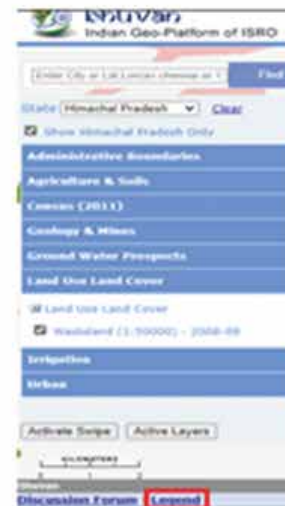 Bhuvan
Indian Geo-Platform of ISRO
Find
State Himachal Pradesh Clear
Show Himachal Pradesh Only
Administrative Boundaries
Agriculture & Soils
Census (2011)
Geology & Mines
Ground Water Prospects
Land Use Land Cover
Land Use Land Cover
Wasteland (1:50000) - 2008-09
Irrigation
Urban
Activate Swipe Active Layers
KILOMETERS
Discussion Forum Legend